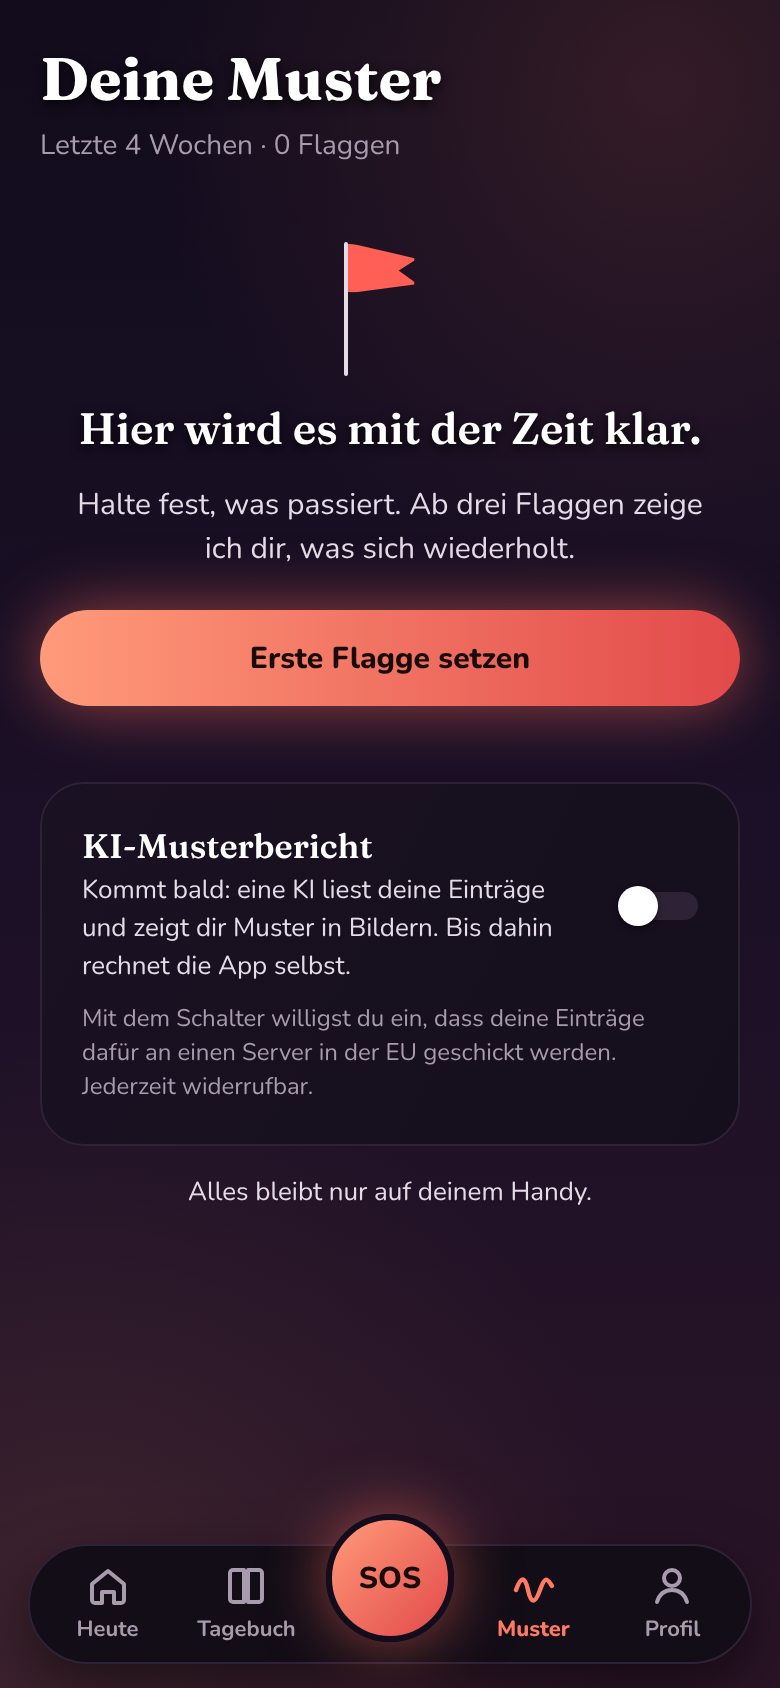 Deine Muster
Letzte 4 Wochen · 0 Flaggen
Hier wird es mit der Zeit klar.
Halte fest, was passiert. Ab drei Flaggen zeige
ich dir, was sich wiederholt.
Erste Flagge setzen
KI-Musterbericht
Kommt bald: eine KI liest deine Einträge
und zeigt dir Muster in Bildern. Bis dahin
rechnet die App selbst.
Mit dem Schalter willigst du ein, dass deine Einträge
dafür an einen Server in der EU geschickt werden.
Jederzeit widerrufbar.
Alles bleibt nur auf deinem Handy.
Heute
Tagebuch
SOS
Muster
Profil